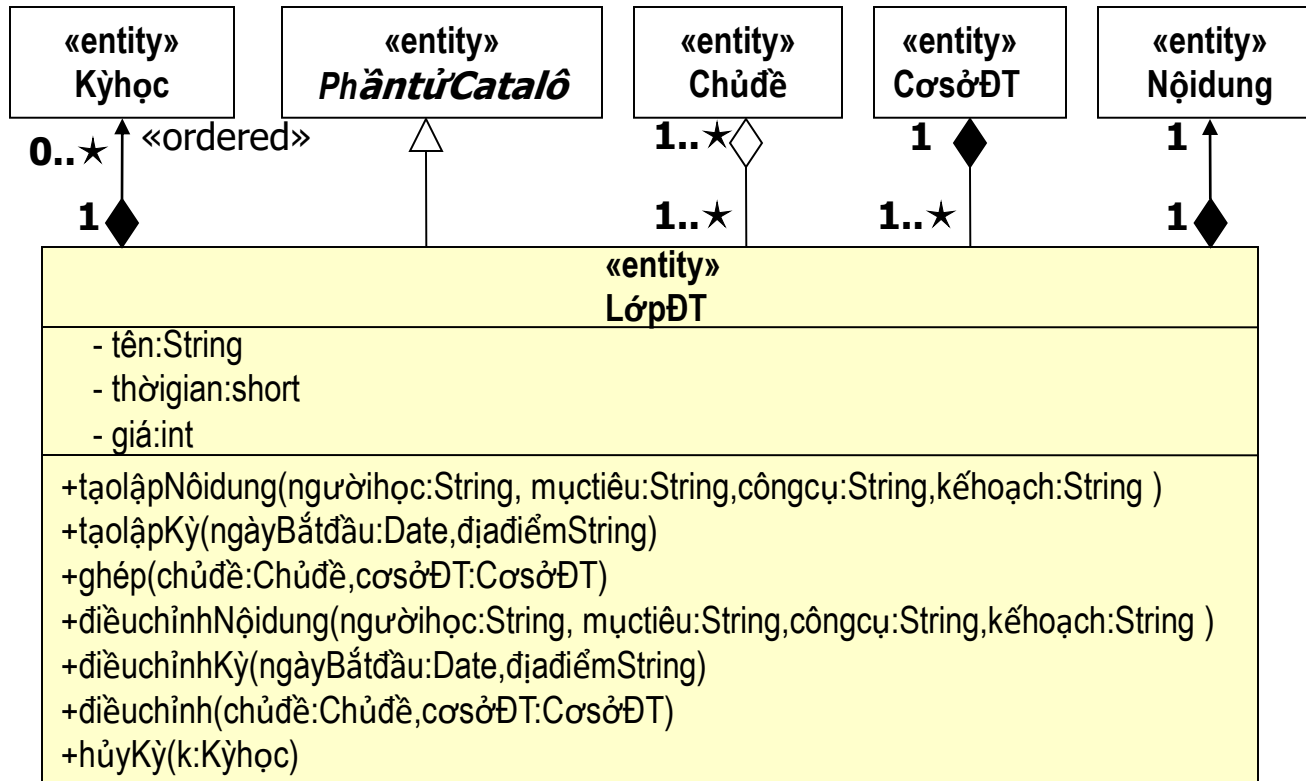 «entity» «entity» «entity» «entity» «entity»
Kỳhọc PhầntửCatalô Chủđề CơsởĐT Nộidung
0..★ «ordered» 1..★ 1 1
1 1..★ 1..★ 1
«entity»
LớpĐT
- tên:String
- thờigian:short
- giá:int
+tạolậpNôidung(ngườihọc:String, mụctiêu:String,côngcụ:String,kếhoạch:String )
+tạolậpKỳ(ngàyBắtđầu:Date,địađiểmString)
+ghép(chủđề:Chủđề,cơsởĐT:CơsởĐT)
+điềuchỉnhNộidung(ngườihọc:String, mụctiêu:String,côngcụ:String,kếhoạch:String )
+điềuchỉnhKỳ(ngàyBắtđầu:Date,địađiểmString)
+điềuchỉnh(chủđề:Chủđề,cơsởĐT:CơsởĐT)
+hủyKỳ(k:Kỳhọc)